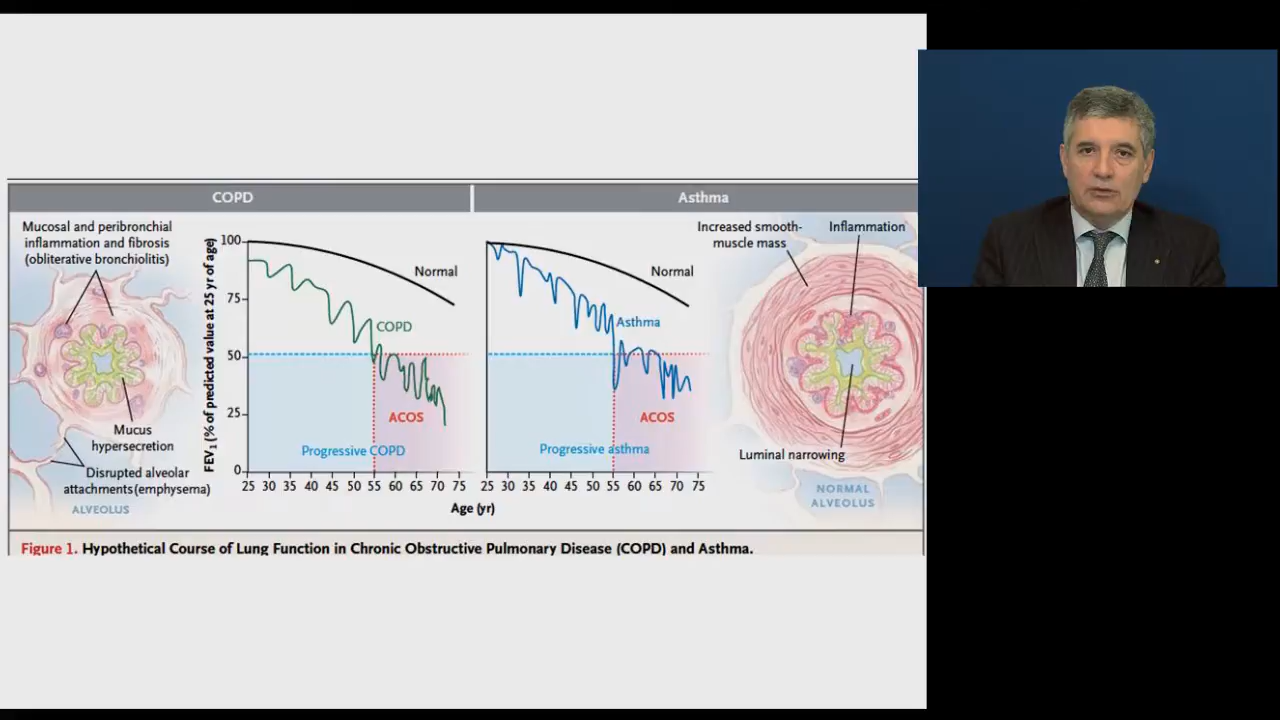 COPD
Asthma
Mucosal and peribronchial
inflammation and fibrosis
(obliterative bronchiolitis)
Mucus
hypersecretion
Disrupted alveolar
attachments (emphysema)
ALVEOLUS
FEV1 (% of predicted value at 25 yr of age)
100
75
50
25
0
Normal
COPD
ACOS
Progressive COPD
25 30 35 40 45 50 55 60 65 70 75
Normal
Asthma
ACOS
Progressive asthma
25 30 35 40 45 50 55 60 65 70 75
Age (yr)
Increased smooth-
muscle mass
Inflammation
Luminal narrowing
NORMAL
ALVEOLUS
Figure 1. Hypothetical Course of Lung Function in Chronic Obstructive Pulmonary Disease (COPD) and Asthma.